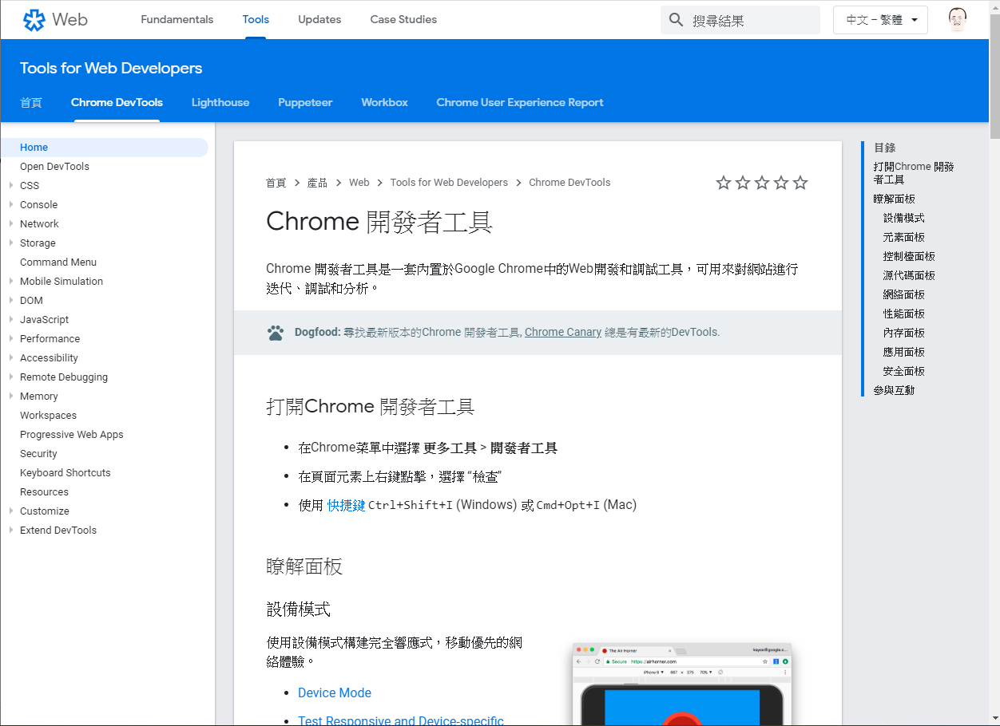 Web
Fundamentals
Tools
Updates
Case Studies
搜尋結果
中文 – 繁體
Tools for Web Developers
首頁
Chrome DevTools
Lighthouse
Puppeteer
Workbox
Chrome User Experience Report
Home
Open DevTools
CSS
Console
Network
Storage
Command Menu
Mobile Simulation
DOM
JavaScript
Performance
Accessibility
Remote Debugging
Memory
Workspaces
Progressive Web Apps
Security
Keyboard Shortcuts
Resources
Customize
Extend DevTools
首頁 > 產品 > Web > Tools for Web Developers > Chrome DevTools
Chrome 開發者工具
Chrome 開發者工具是一套內置於Google Chrome中的Web開發和調試工具，可用來對網站進行
迭代、調試和分析。
Dogfood: 尋找最新版本的Chrome 開發者工具, Chrome Canary 總是有最新的DevTools.
打開Chrome 開發者工具
• 在Chrome菜單中選擇 更多工具 > 開發者工具
• 在頁面元素上右鍵點擊，選擇 “檢查”
• 使用 快捷鍵 Ctrl+Shift+I (Windows) 或 Cmd+Opt+I (Mac)
瞭解面板
設備模式
使用設備模式構建完全響應式，移動優先的網
絡體驗。
• Device Mode
• Test Responsive and Device-specific
The Air Horner
kayce@google.c...
Secure https://airhorner.com
iPhone 6 ▼ 667 × 375 70% ▼
目錄
打開Chrome 開發
者工具
瞭解面板
設備模式
元素面板
控制檯面板
源代碼面板
網絡面板
性能面板
內存面板
應用面板
安全面板
參與互動